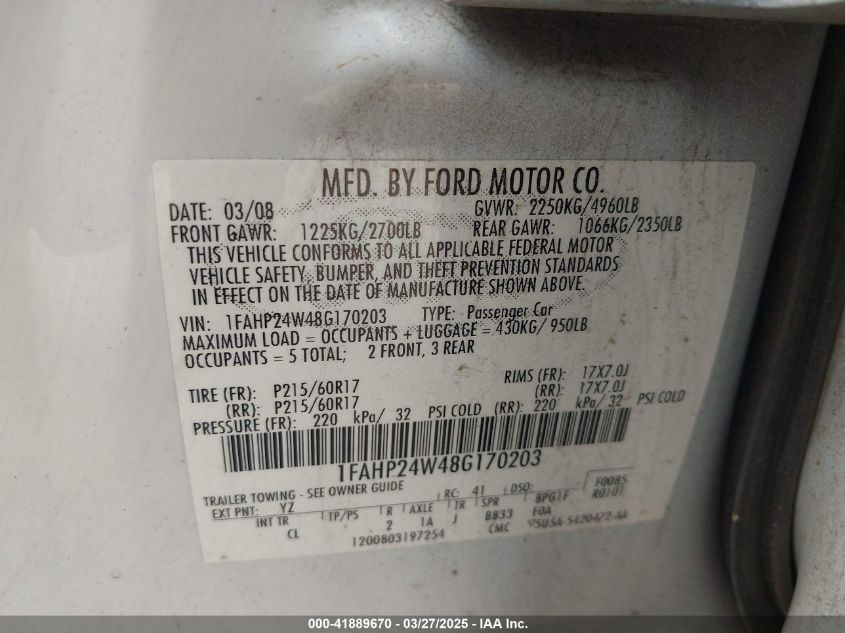 MFD. BY FORD MOTOR CO.
DATE: 03/08 GVWR: 2250KG/4960LB
FRONT GAWR: 1225KG/2700LB REAR GAWR: 1066KG/2350LB
THIS VEHICLE CONFORMS TO ALL APPLICABLE FEDERAL MOTOR
VEHICLE SAFETY, BUMPER, AND THEFT PREVENTION STANDARDS
IN EFFECT ON THE DATE OF MANUFACTURE SHOWN ABOVE.
VIN: 1FAHP24W48G170203 TYPE: Passenger Car
MAXIMUM LOAD = OCCUPANTS + LUGGAGE = 430KG/ 950LB
OCCUPANTS = 5 TOTAL; 2 FRONT, 3 REAR
TIRE (FR): P215/60R17 RIMS (FR): 17X7.0J
(RR): P215/60R17 (RR): 17X7.0J
PRESSURE (FR): 220 kPa/ 32 PSI COLD (RR): 220 kPa/ 32 PSI COLD
1FAHP24W48G170203
TRAILER TOWING - SEE OWNER GUIDE
EXT PNT: YZ RC: 41 DSO: F0085
INT TR TP/PS R AXLE TR SPR 8PG1F R0101
CL 2 1A J BB33 F0A
1200803197254 CMC 5U5A-5420472-AA
000-41889670 — 03/27/2025 — IAA Inc.